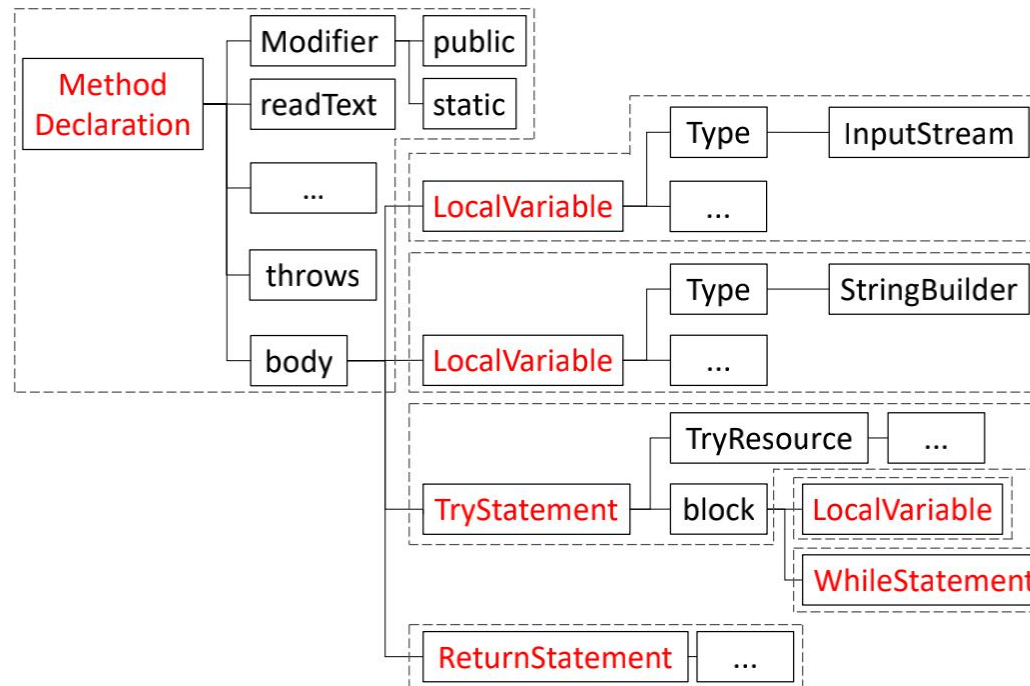 Modifier
public
Method
Declaration
readText
static
...
throws
body
LocalVariable
Type
InputStream
...
LocalVariable
Type
StringBuilder
...
TryStatement
TryResource
...
block
LocalVariable
WhileStatement
ReturnStatement
...